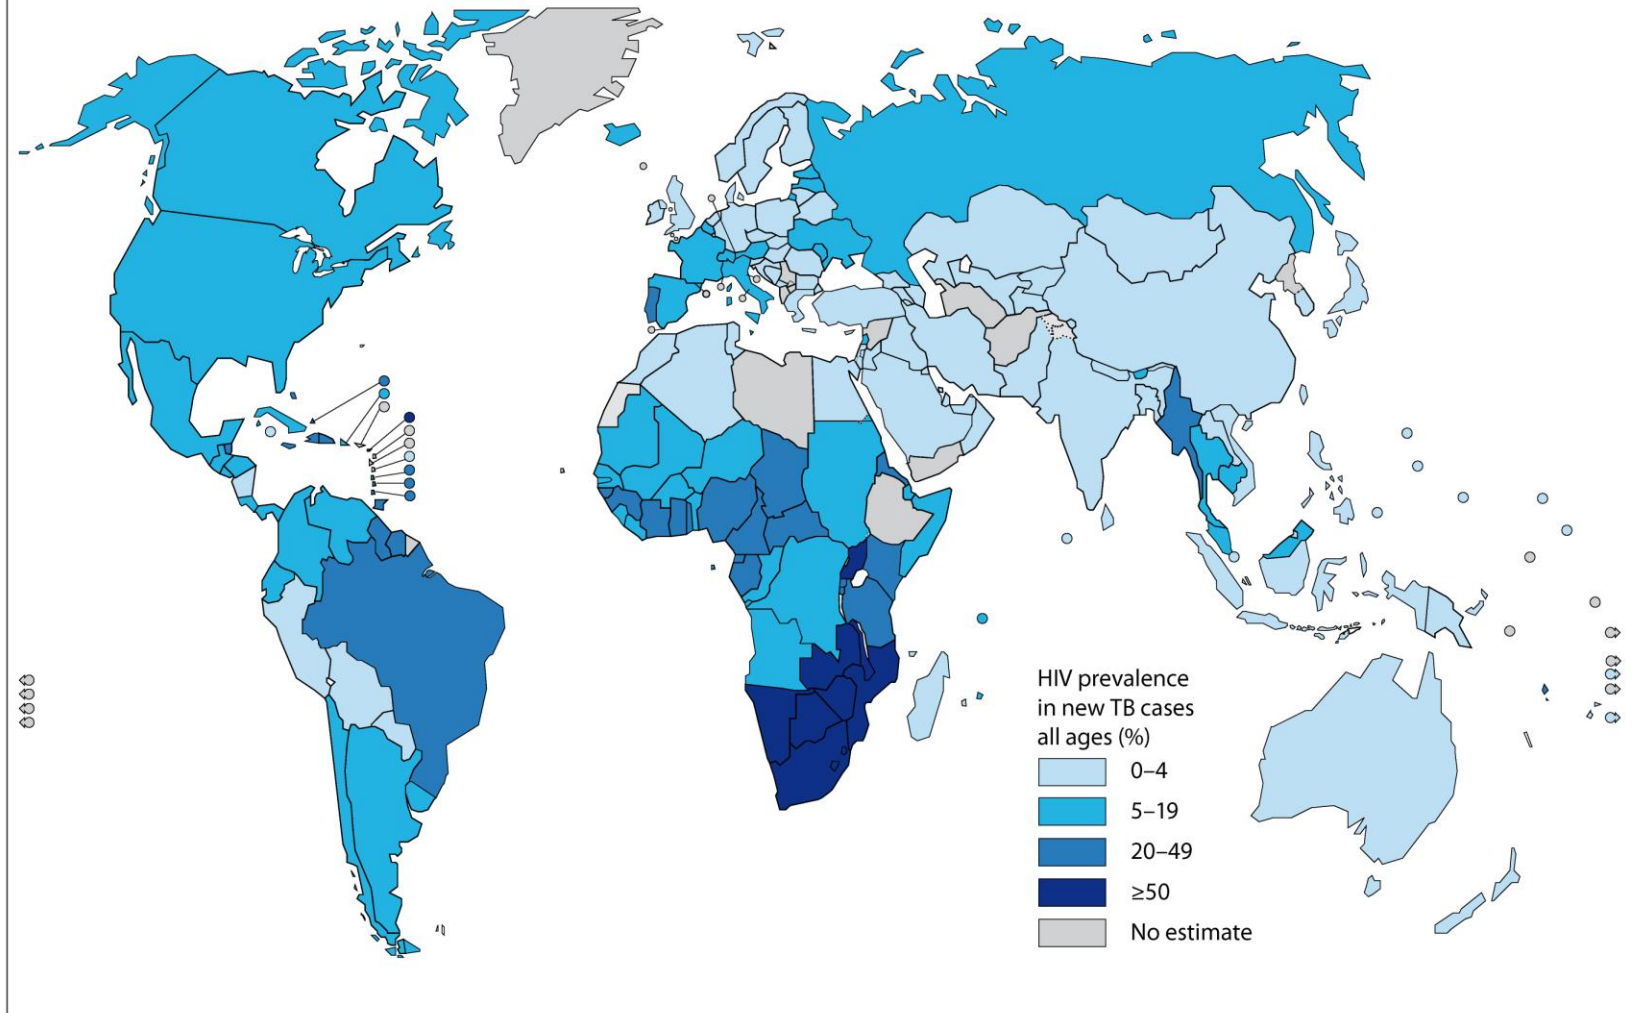 HIV prevalence
in new TB cases
all ages (%)
0–4
5–19
20–49
≥50
No estimate